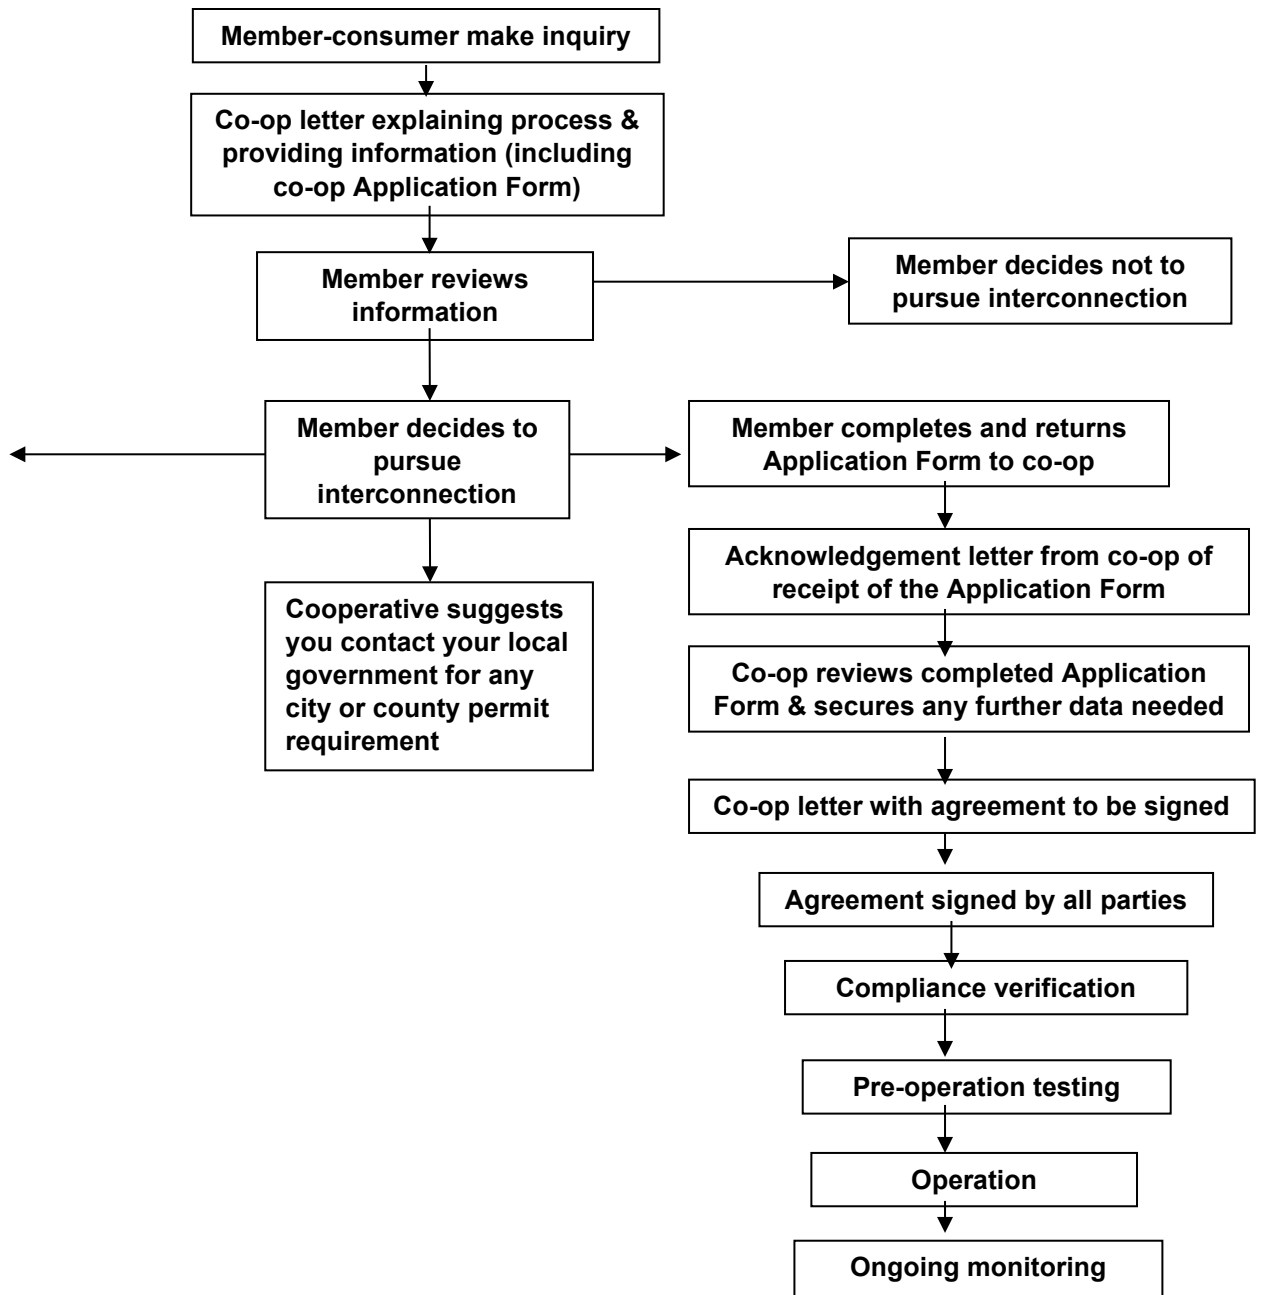 Member-consumer make inquiry
Co-op letter explaining process &
providing information (including
co-op Application Form)
Member reviews
information
Member decides not to
pursue interconnection
Member decides to
pursue
interconnection
Member completes and returns
Application Form to co-op
Acknowledgement letter from co-op of
receipt of the Application Form
Cooperative suggests
you contact your local
government for any
city or county permit
requirement
Co-op reviews completed Application
Form & secures any further data needed
Co-op letter with agreement to be signed
Agreement signed by all parties
Compliance verification
Pre-operation testing
Operation
Ongoing monitoring